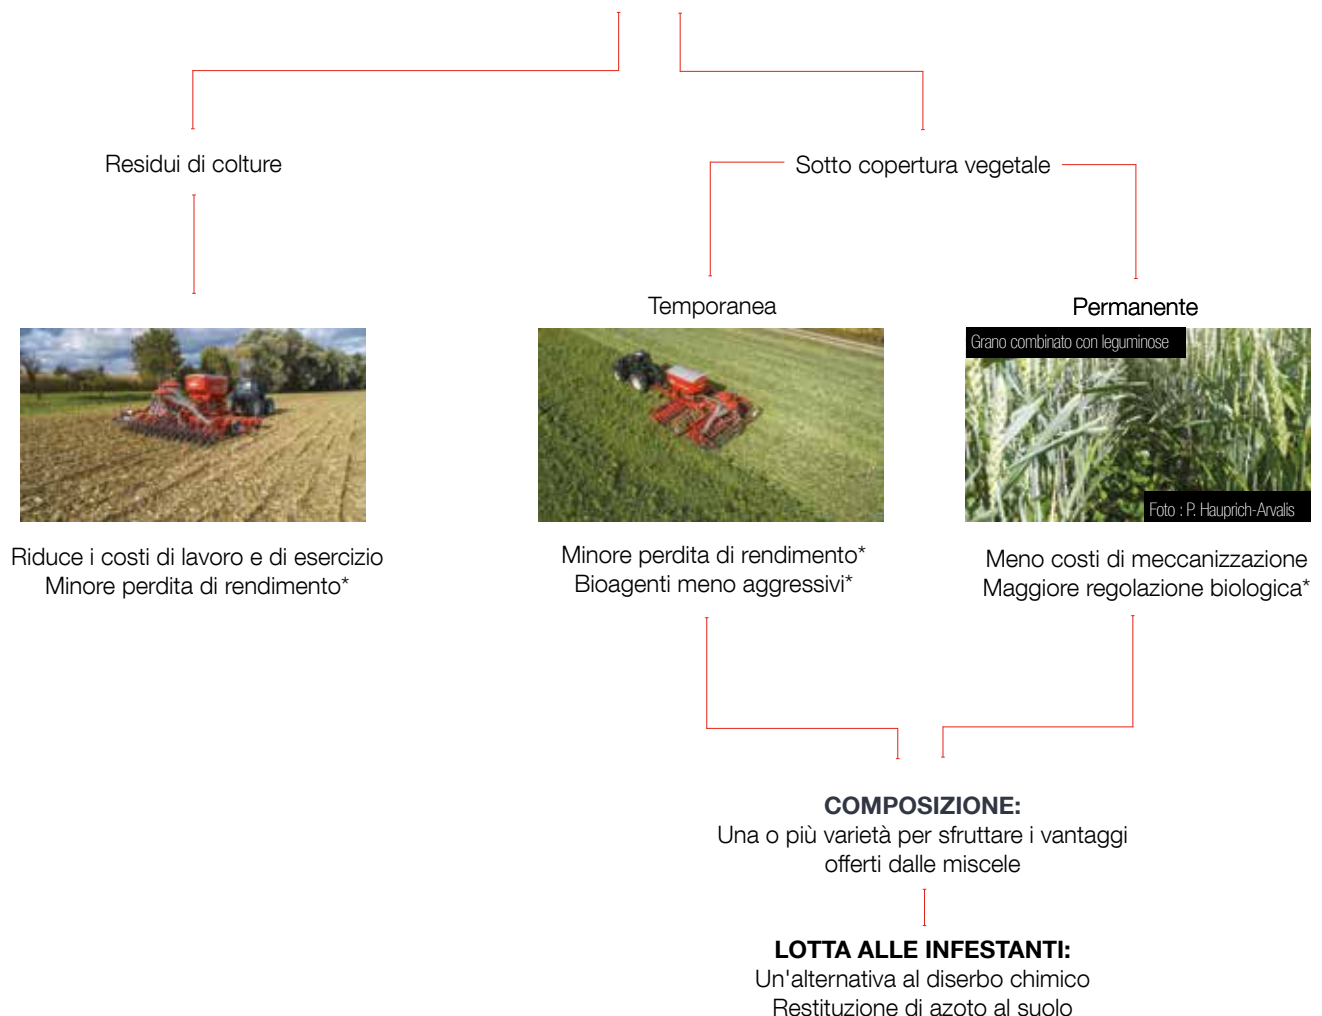 Residui di colture
Sotto copertura vegetale
Temporanea
Permanente
Grano combinato con leguminose
Foto : P. Hauprich-Arvalis
Riduce i costi di lavoro e di esercizio
Minore perdita di rendimento*
Minore perdita di rendimento*
Bioagenti meno aggressivi*
Meno costi di meccanizzazione
Maggiore regolazione biologica*
COMPOSIZIONE:
Una o più varietà per sfruttare i vantaggi
offerti dalle miscele
LOTTA ALLE INFESTANTI:
Un'alternativa al diserbo chimico
Restituzione di azoto al suolo